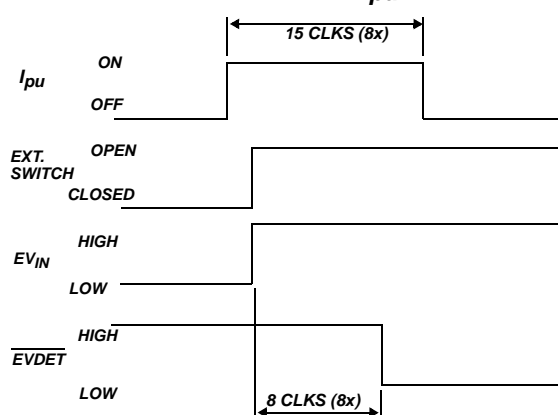 pu
15 CLKS (8x)
ON
Ipu
OFF
OPEN
EXT.
SWITCH
CLOSED
HIGH
EVIN
LOW
HIGH
EVDET
LOW
8 CLKS (8x)